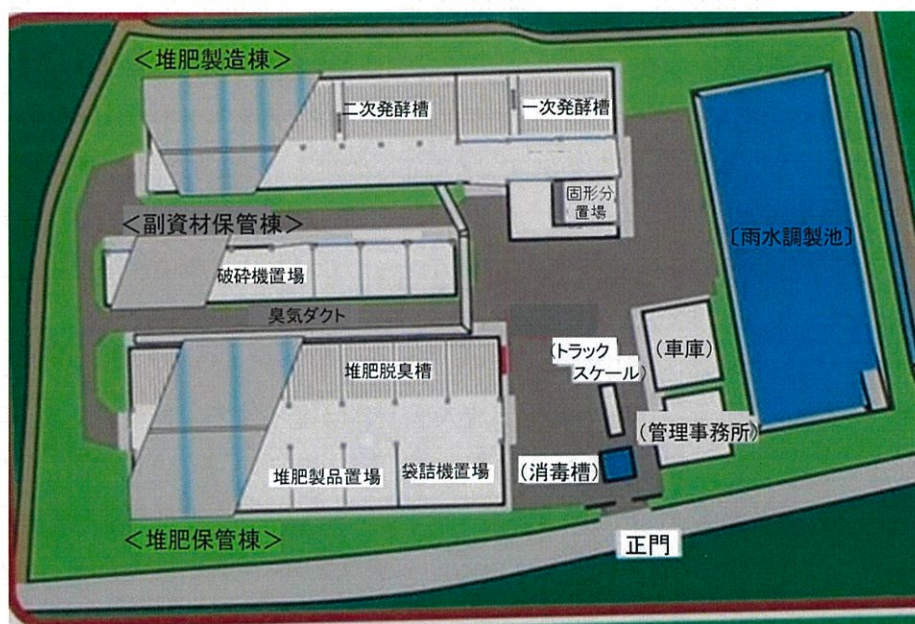 ＜堆肥製造棟＞
二次発酵槽
一次発酵槽
固形分
置場
＜副資材保管棟＞
〔雨水調製池〕
破砕機置場
臭気ダクト
(トラック
スケール)
(車庫)
堆肥脱臭槽
(管理事務所)
堆肥製品置場
袋詰機置場
(消毒槽)
＜堆肥保管棟＞
正門